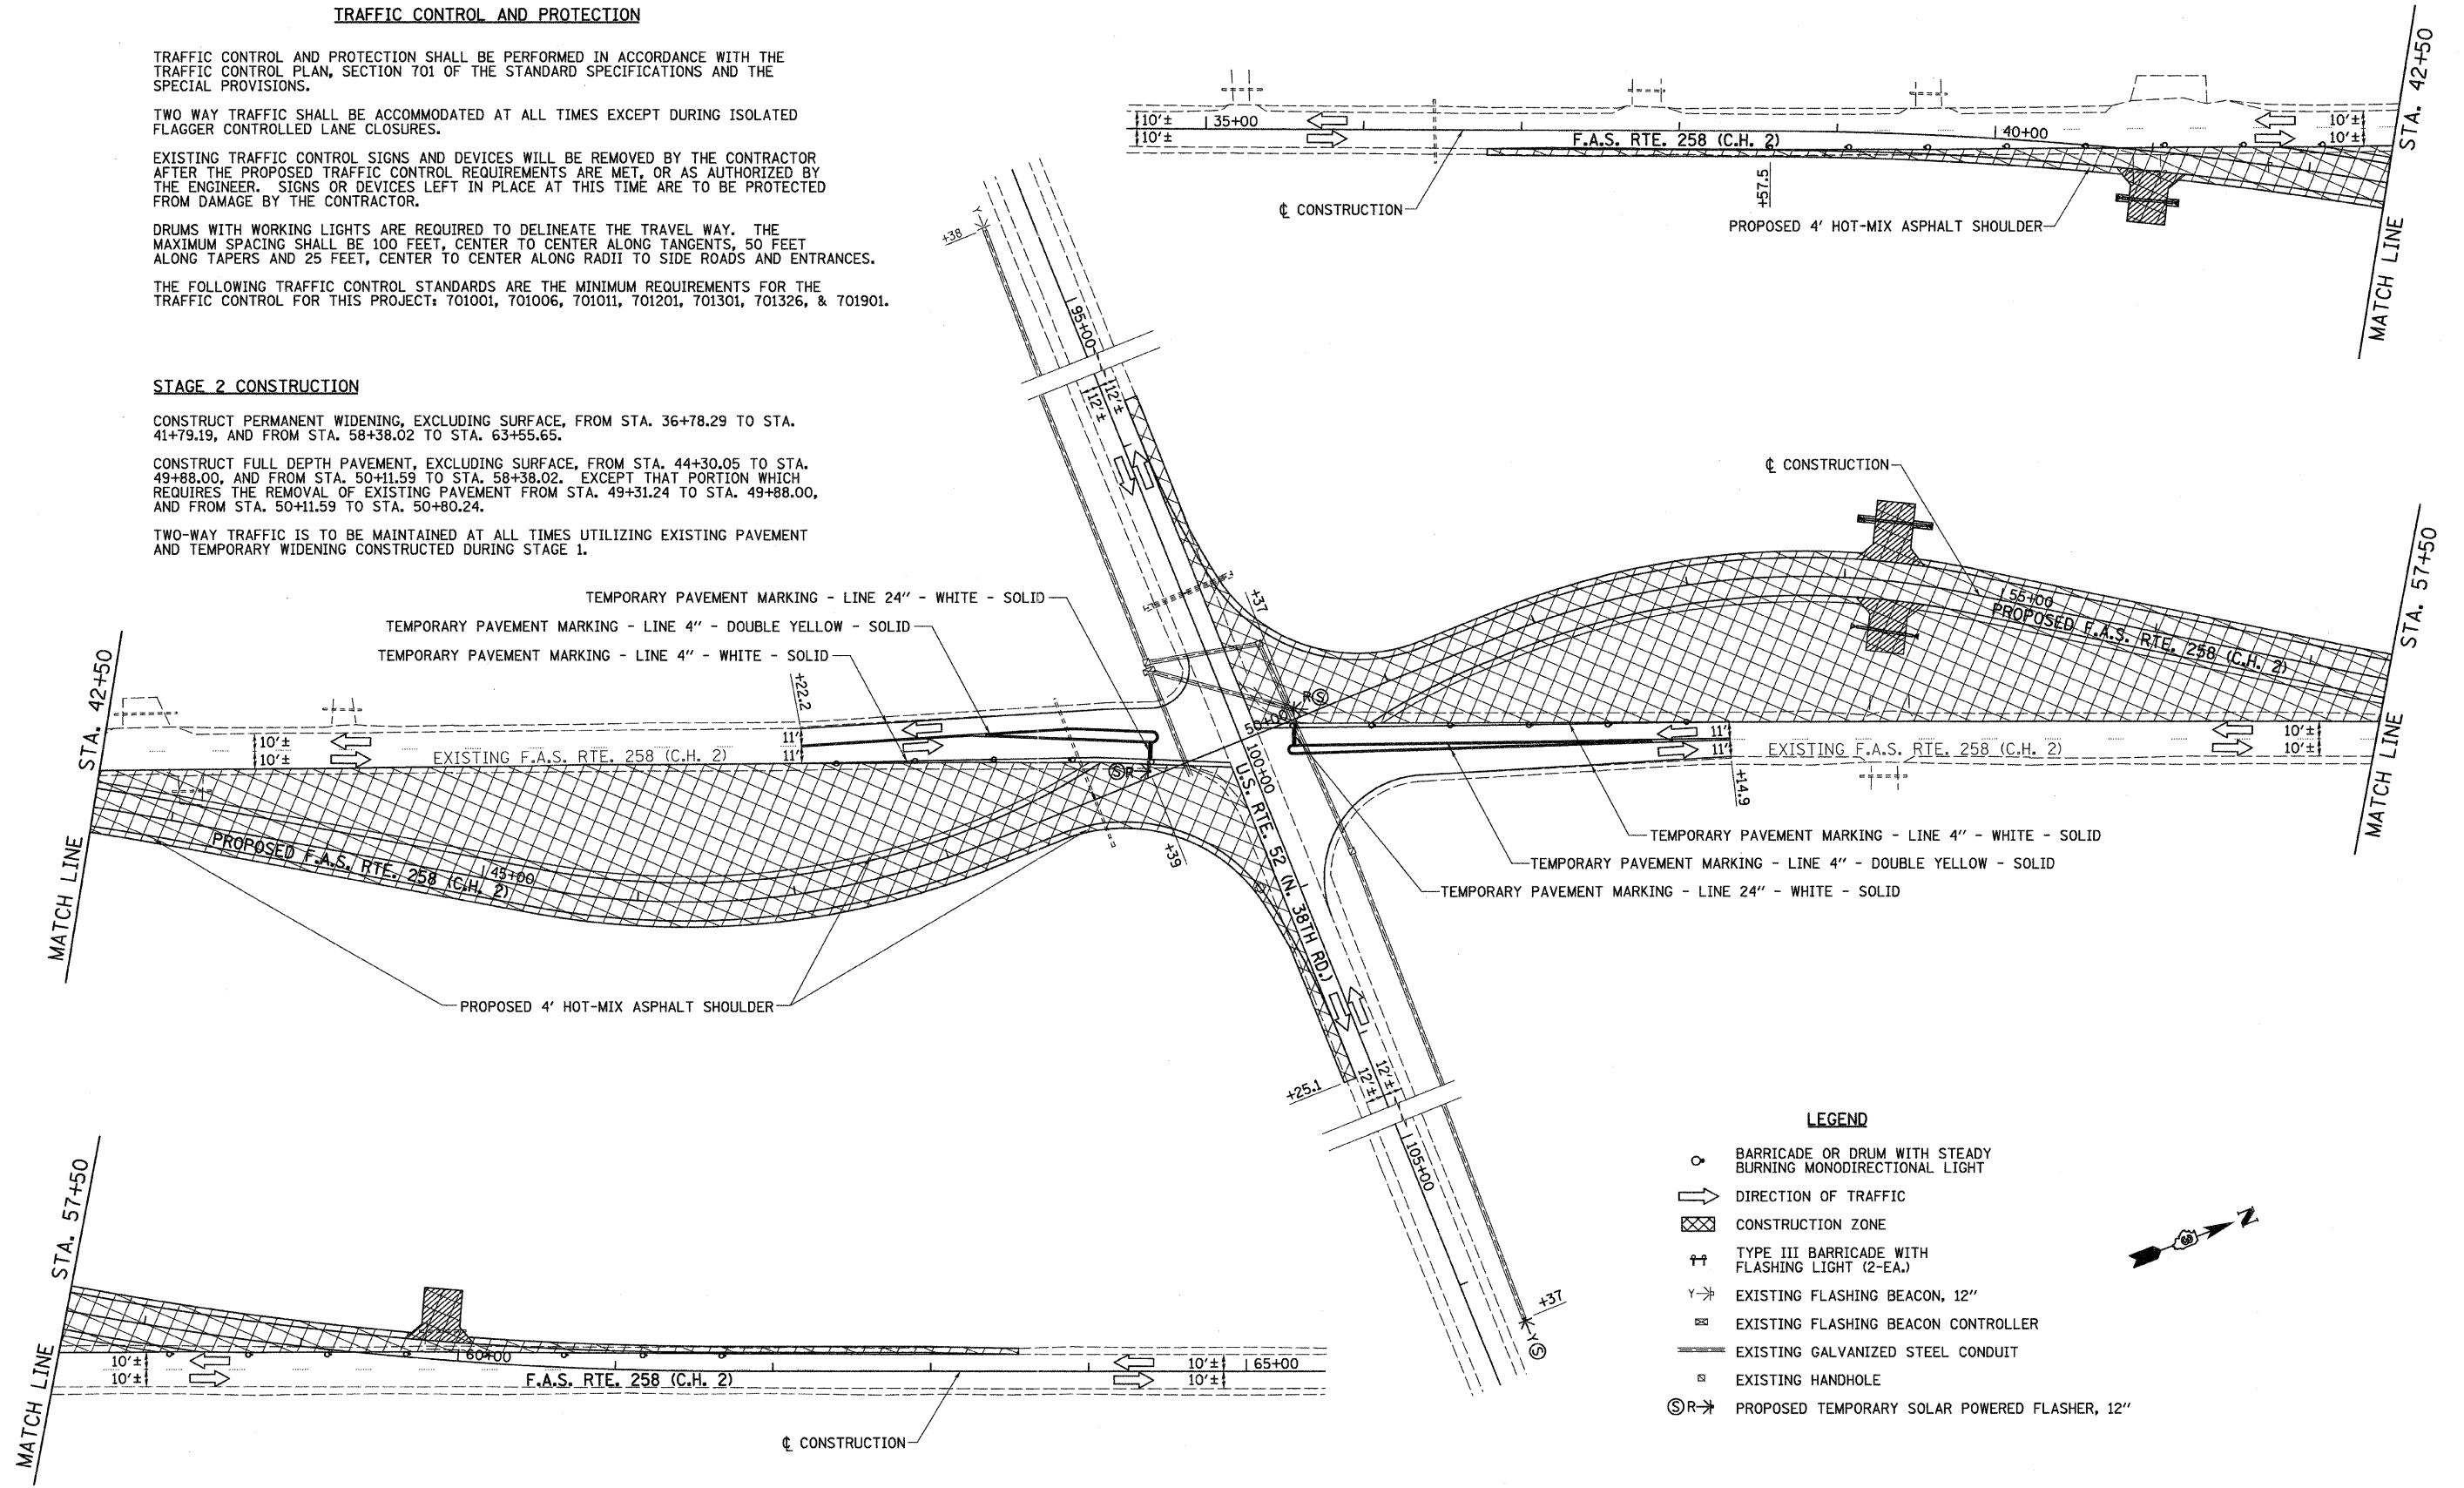 TRAFFIC CONTROL AND PROTECTION
TRAFFIC CONTROL AND PROTECTION SHALL BE PERFORMED IN ACCORDANCE WITH THE
TRAFFIC CONTROL PLAN, SECTION 701 OF THE STANDARD SPECIFICATIONS AND THE
SPECIAL PROVISIONS.
TWO WAY TRAFFIC SHALL BE ACCOMMODATED AT ALL TIMES EXCEPT DURING ISOLATED
FLAGGER CONTROLLED LANE CLOSURES.
EXISTING TRAFFIC CONTROL SIGNS AND DEVICES WILL BE REMOVED BY THE CONTRACTOR
AFTER THE PROPOSED TRAFFIC CONTROL REQUIREMENTS ARE MET, OR AS AUTHORIZED BY
THE ENGINEER. SIGNS OR DEVICES LEFT IN PLACE AT THIS TIME ARE TO BE PROTECTED
FROM DAMAGE BY THE CONTRACTOR.
DRUMS WITH WORKING LIGHTS ARE REQUIRED TO DELINEATE THE TRAVEL WAY. THE
MAXIMUM SPACING SHALL BE 100 FEET, CENTER TO CENTER ALONG TANGENTS, 50 FEET
ALONG TAPERS AND 25 FEET, CENTER TO CENTER ALONG RADII TO SIDE ROADS AND ENTRANCES.
THE FOLLOWING TRAFFIC CONTROL STANDARDS ARE THE MINIMUM REQUIREMENTS FOR THE
TRAFFIC CONTROL FOR THIS PROJECT: 701001, 701006, 701011, 701201, 701301, 701326, & 701901.
STAGE 2 CONSTRUCTION
CONSTRUCT PERMANENT WIDENING, EXCLUDING SURFACE, FROM STA. 36+78.29 TO STA.
41+79.19, AND FROM STA. 58+38.02 TO STA. 63+55.65.
CONSTRUCT FULL DEPTH PAVEMENT, EXCLUDING SURFACE, FROM STA. 44+30.05 TO STA.
49+88.00, AND FROM STA. 50+11.59 TO STA. 58+38.02. EXCEPT THAT PORTION WHICH
REQUIRES THE REMOVAL OF EXISTING PAVEMENT FROM STA. 49+31.24 TO STA. 49+88.00,
AND FROM STA. 50+11.59 TO STA. 50+80.24.
TWO-WAY TRAFFIC IS TO BE MAINTAINED AT ALL TIMES UTILIZING EXISTING PAVEMENT
AND TEMPORARY WIDENING CONSTRUCTED DURING STAGE 1.
10'±
10'±
35+00
F.A.S. RTE. 258 (C.H. 2)
40+00
10'±
10'±
+57.5
℄ CONSTRUCTION
PROPOSED 4' HOT-MIX ASPHALT SHOULDER
MATCH LINE STA. 42+50
Y
+38
95+00
12'±
12'±
℄ CONSTRUCTION
TEMPORARY PAVEMENT MARKING - LINE 24" - WHITE - SOLID
TEMPORARY PAVEMENT MARKING - LINE 4" - DOUBLE YELLOW - SOLID
TEMPORARY PAVEMENT MARKING - LINE 4" - WHITE - SOLID
+37
55+00
PROPOSED F.A.S. RTE. 258 (C.H. 2)
MATCH LINE STA. 57+50
MATCH LINE STA. 42+50
+22.2
R Ⓢ
50+00
10'±
10'±
EXISTING F.A.S. RTE. 258 (C.H. 2)
11'
11'
Ⓢ R
100+00
U.S. RTE. 52 (N. 38TH RD.)
11'
11'
EXISTING F.A.S. RTE. 258 (C.H. 2)
10'±
10'±
+14.9
+39
PROPOSED F.A.S. RTE. 258 (C.H. 2)
45+00
TEMPORARY PAVEMENT MARKING - LINE 4" - WHITE - SOLID
TEMPORARY PAVEMENT MARKING - LINE 4" - DOUBLE YELLOW - SOLID
TEMPORARY PAVEMENT MARKING - LINE 24" - WHITE - SOLID
PROPOSED 4' HOT-MIX ASPHALT SHOULDER
+25.1
12'±
12'±
105+00
+37
Y
Ⓢ
MATCH LINE STA. 57+50
10'±
10'±
60+00
F.A.S. RTE. 258 (C.H. 2)
10'±
10'±
65+00
℄ CONSTRUCTION
LEGEND
BARRICADE OR DRUM WITH STEADY
BURNING MONODIRECTIONAL LIGHT
DIRECTION OF TRAFFIC
CONSTRUCTION ZONE
TYPE III BARRICADE WITH
FLASHING LIGHT (2-EA.)
Y EXISTING FLASHING BEACON, 12"
EXISTING FLASHING BEACON CONTROLLER
EXISTING GALVANIZED STEEL CONDUIT
EXISTING HANDHOLE
Ⓢ R PROPOSED TEMPORARY SOLAR POWERED FLASHER, 12"
N